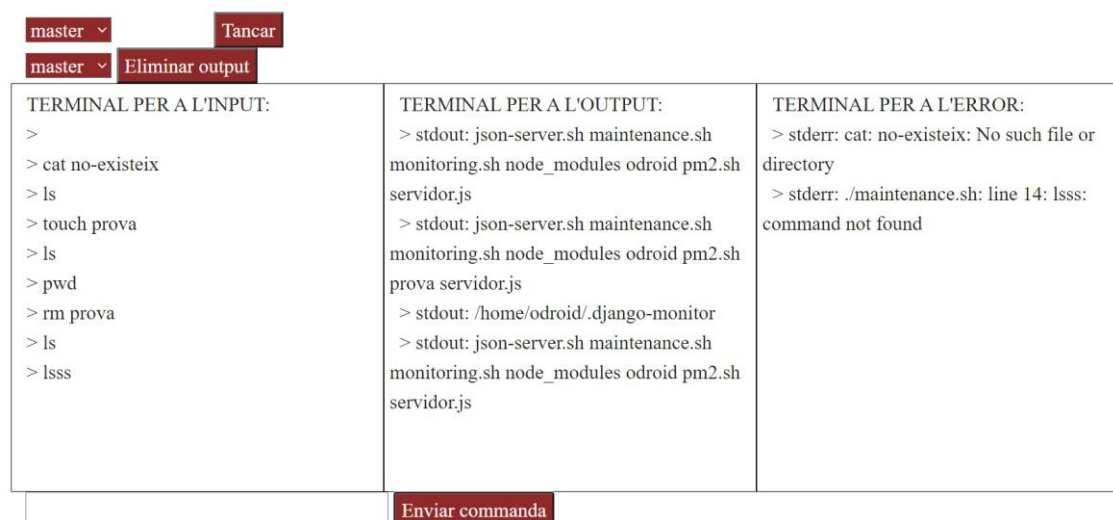 master
Tancar
master
Eliminar output
TERMINAL PER A L'INPUT:
>
> cat no-existeix
> ls
> touch prova
> ls
> pwd
> rm prova
> ls
> lsss
TERMINAL PER A L'OUTPUT:
> stdout: json-server.sh maintenance.sh
monitoring.sh node_modules odroid pm2.sh
servidor.js
> stdout: json-server.sh maintenance.sh
monitoring.sh node_modules odroid pm2.sh
prova servidor.js
> stdout: /home/odroid/.django-monitor
> stdout: json-server.sh maintenance.sh
monitoring.sh node_modules odroid pm2.sh
servidor.js
TERMINAL PER A L'ERROR:
> stderr: cat: no-existeix: No such file or
directory
> stderr: ./maintenance.sh: line 14: lsss:
command not found
Enviar commanda